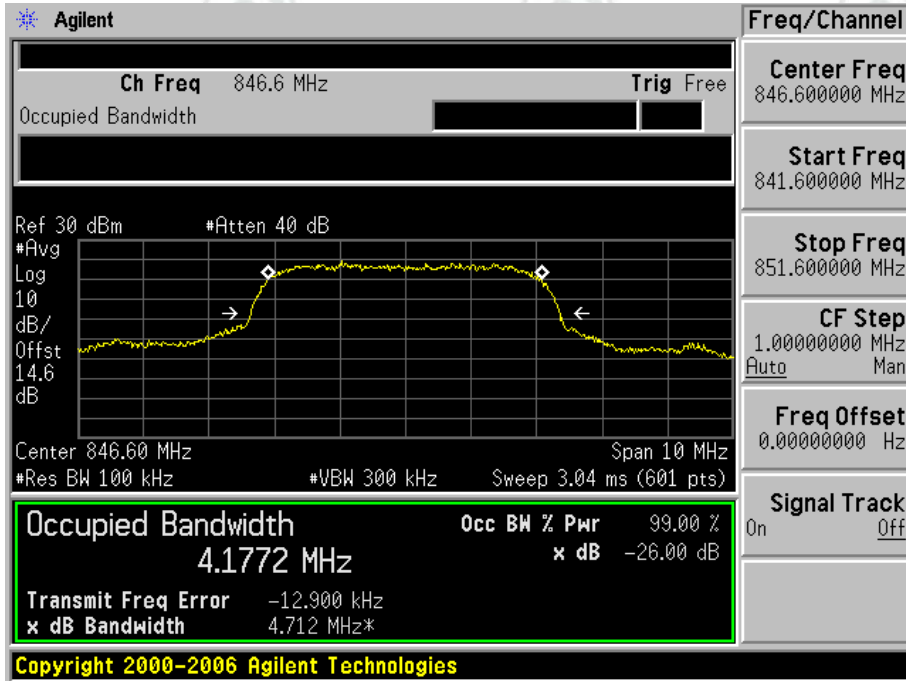 Agilent
Freq/Channel
Ch Freq 846.6 MHz Trig Free
Occupied Bandwidth
Center Freq
846.600000 MHz
Start Freq
841.600000 MHz
Stop Freq
851.600000 MHz
CF Step
1.00000000 MHz
Auto Man
Freq Offset
0.00000000 Hz
Signal Track
On Off
Ref 30 dBm #Atten 40 dB
#Avg
Log
10
dB/
Offst
14.6
dB
Center 846.60 MHz Span 10 MHz
#Res BW 100 kHz #VBW 300 kHz Sweep 3.04 ms (601 pts)
Occupied Bandwidth Occ BW % Pwr 99.00 %
4.1772 MHz x dB -26.00 dB
Transmit Freq Error -12.900 kHz
x dB Bandwidth 4.712 MHz*
Copyright 2000-2006 Agilent Technologies